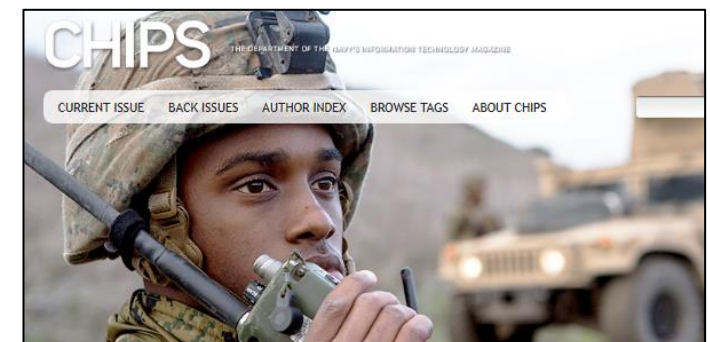 CHIPS
THE DEPARTMENT OF THE NAVY'S INFORMATION TECHNOLOGY MAGAZINE
CURRENT ISSUE BACK ISSUES AUTHOR INDEX BROWSE TAGS ABOUT CHIPS